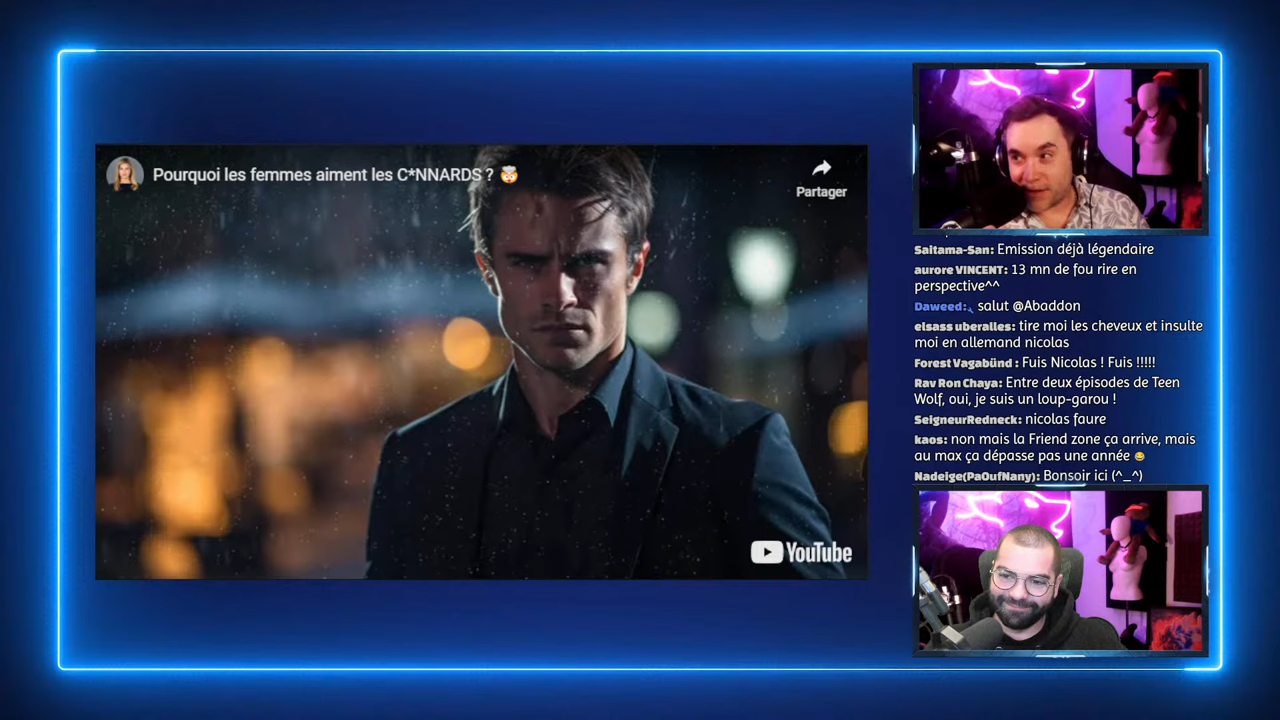 Pourquoi les femmes aiment les C*NNARDS ? 🤯
Partager
YouTube
Saitama-San: Emission déjà légendaire
aurore VINCENT: 13 mn de fou rire en
perspective^^
Daweed: salut @Abaddon
elsass uberalles: tire moi les cheveux et insulte
moi en allemand nicolas
Forest Vagabünd : Fuis Nicolas ! Fuis !!!!!
Rav Ron Chaya: Entre deux épisodes de Teen
Wolf, oui, je suis un loup-garou !
SeigneurRedneck: nicolas faure
kaos: non mais la Friend zone ça arrive, mais
au max ça dépasse pas une année 😂
Nadeige(PaOufNany): Bonsoir ici (^_^)